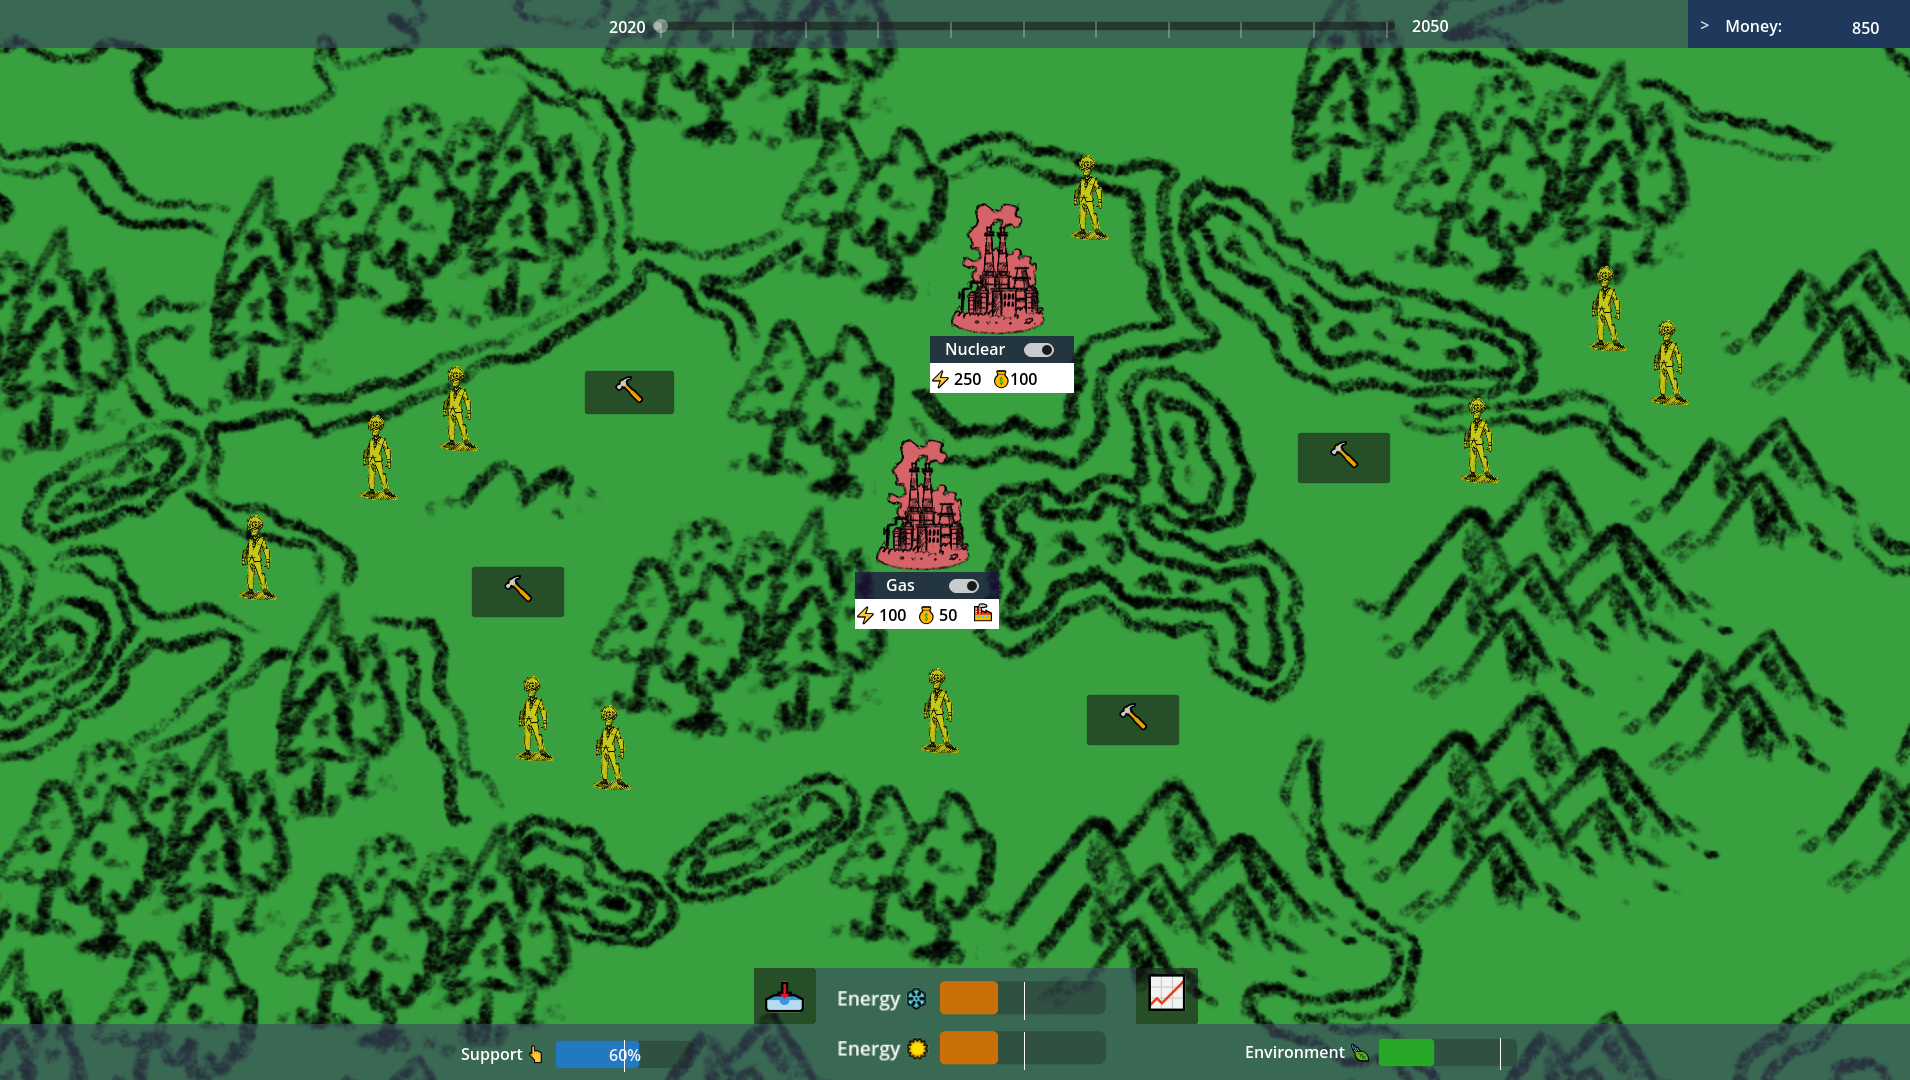 2020
2050
> Money: 850
Nuclear
250 100
Gas
100 50
Energy
Energy
Support 60%
Environment